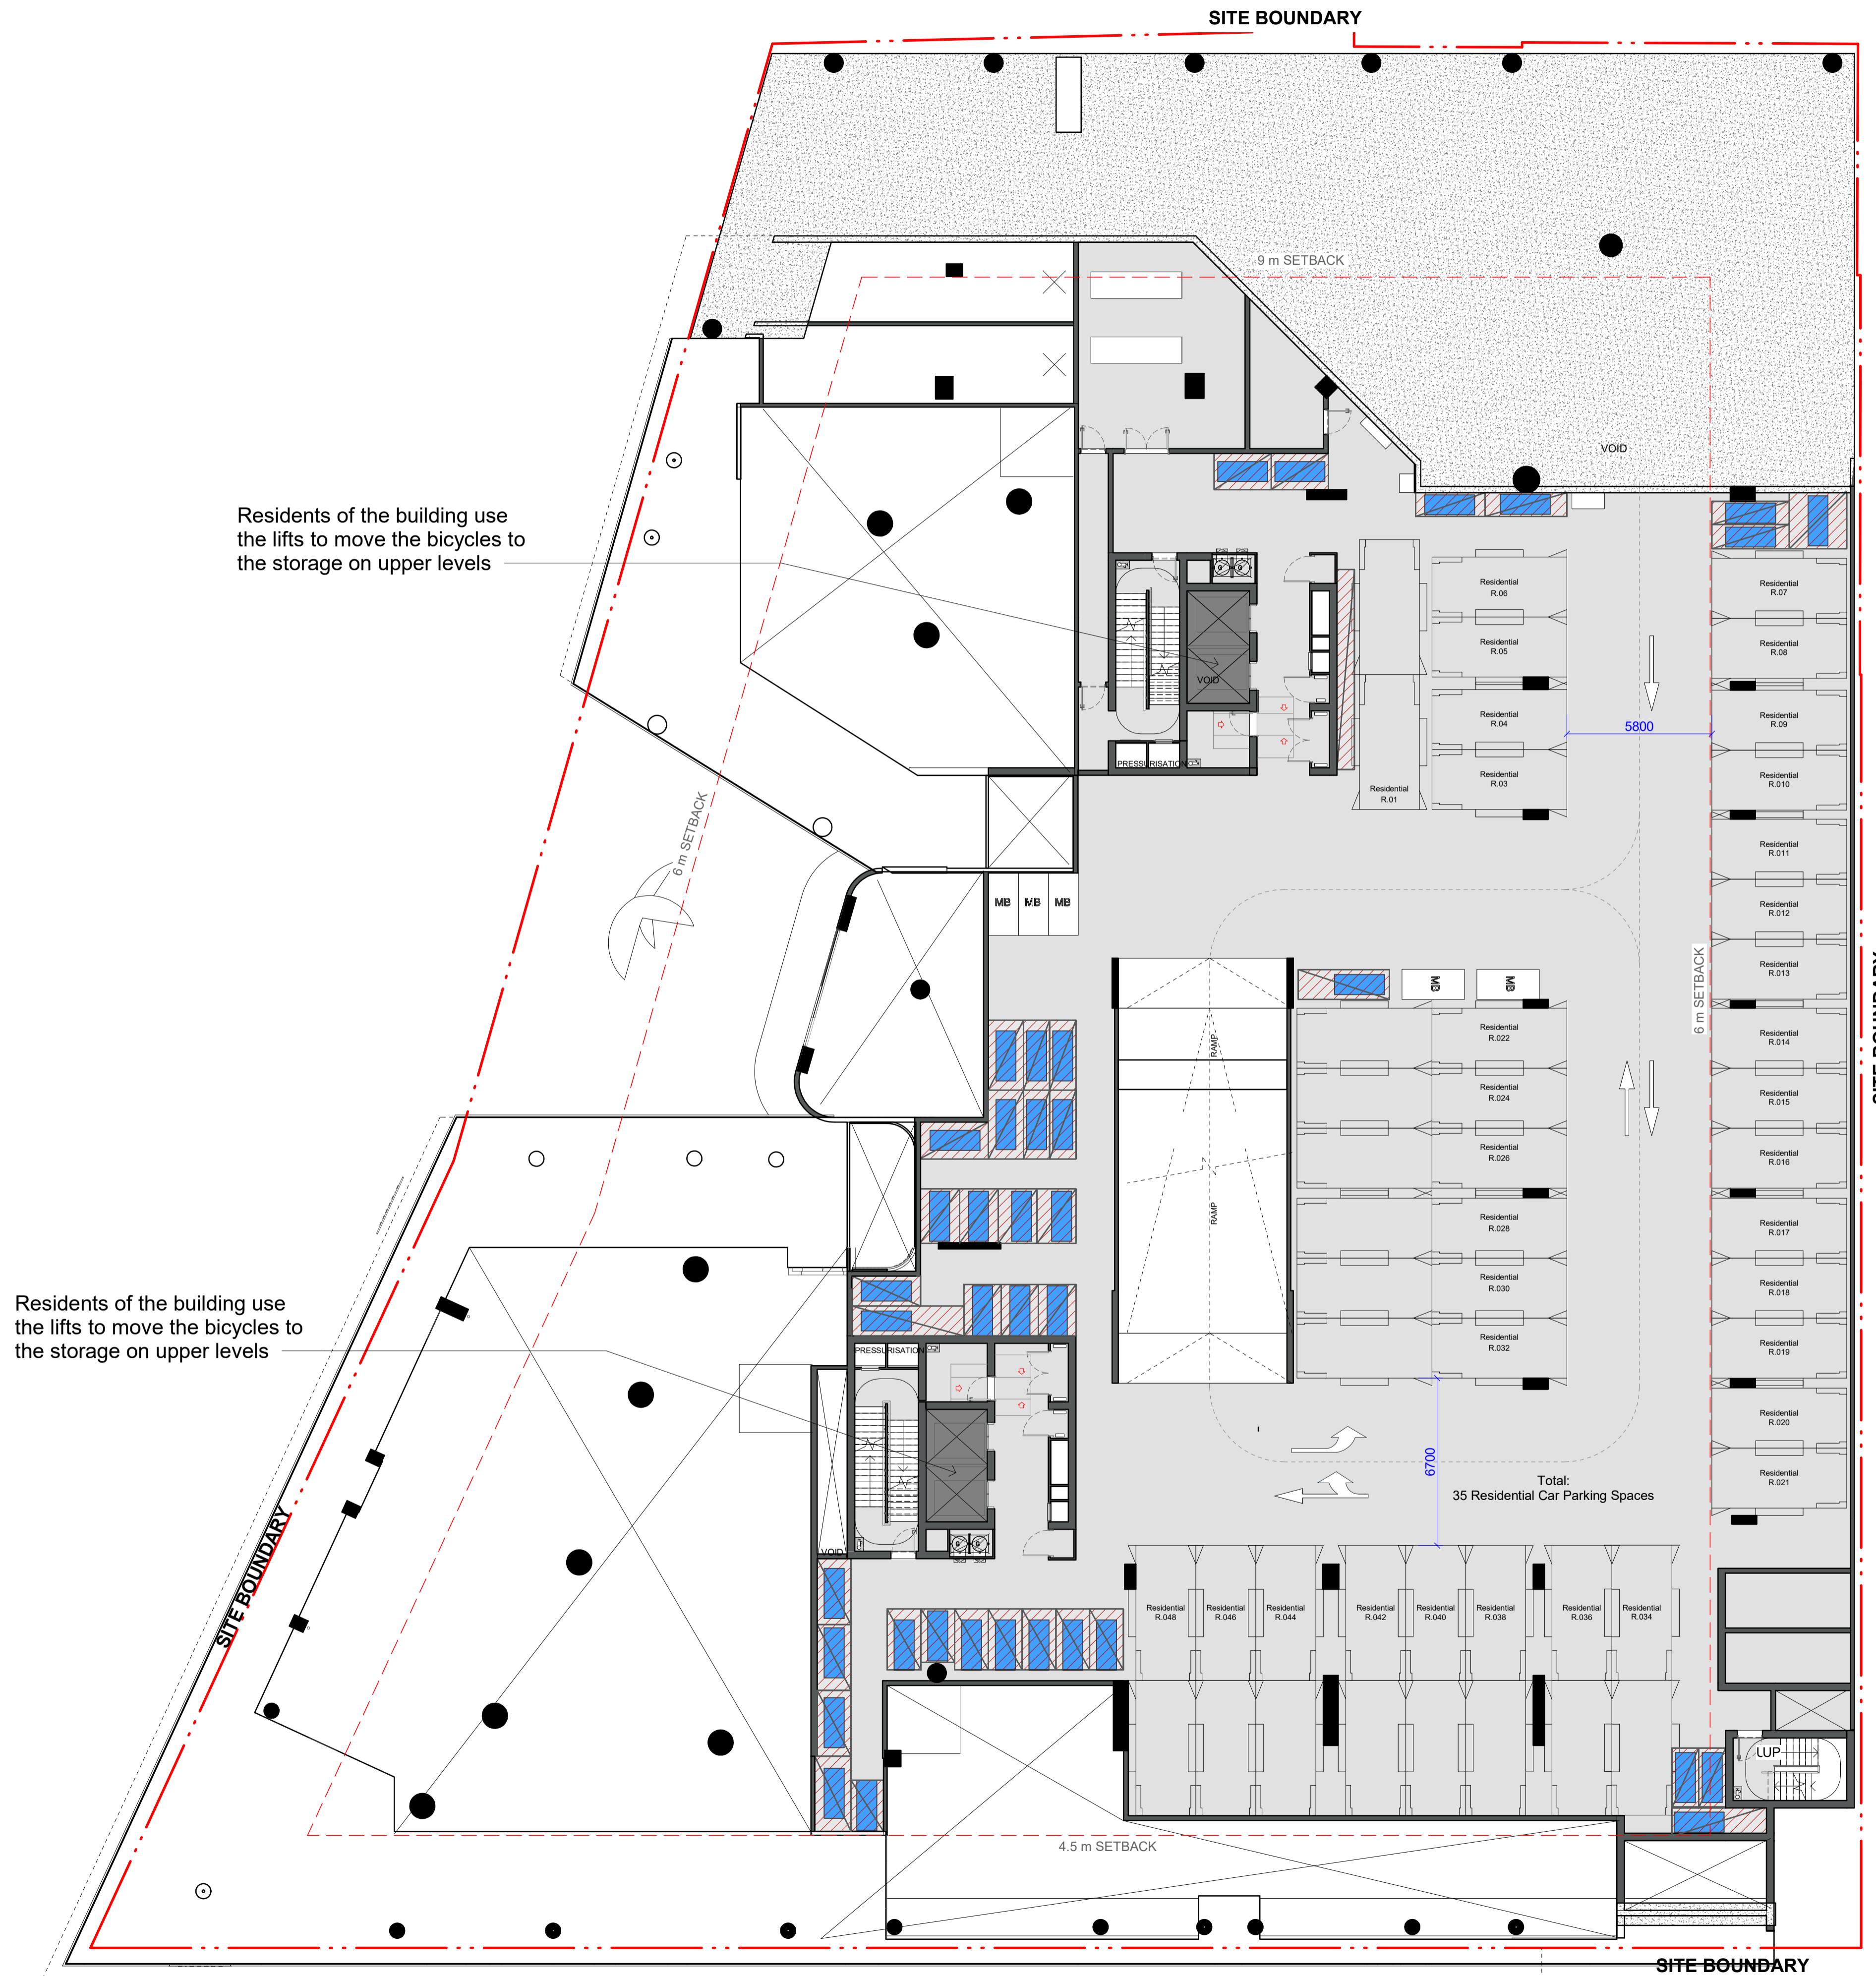 SITE BOUNDARY
9 m SETBACK
VOID
Residents of the building use
the lifts to move the bicycles to
the storage on upper levels
Residential
R.06
Residential
R.05
Residential
R.04
Residential
R.03
Residential
R.01
Residential
R.07
Residential
R.08
Residential
R.09
Residential
R.010
Residential
R.011
Residential
R.012
Residential
R.013
Residential
R.014
Residential
R.015
Residential
R.016
Residential
R.017
Residential
R.018
Residential
R.019
Residential
R.020
Residential
R.021
5800
VOID
PRESSURISATION
6 m SETBACK
MB
MB
MB
MB
MB
6 m SETBACK
SITE BOUNDARY
RAMP
RAMP
Residential
R.022
Residential
R.024
Residential
R.026
Residential
R.028
Residential
R.030
Residential
R.032
Residents of the building use
the lifts to move the bicycles to
the storage on upper levels
PRESSURISATION
VOID
6700
Total:
35 Residential Car Parking Spaces
SITE BOUNDARY
Residential
R.048
Residential
R.046
Residential
R.044
Residential
R.042
Residential
R.040
Residential
R.038
Residential
R.036
Residential
R.034
LUP
4.5 m SETBACK
SITE BOUNDARY